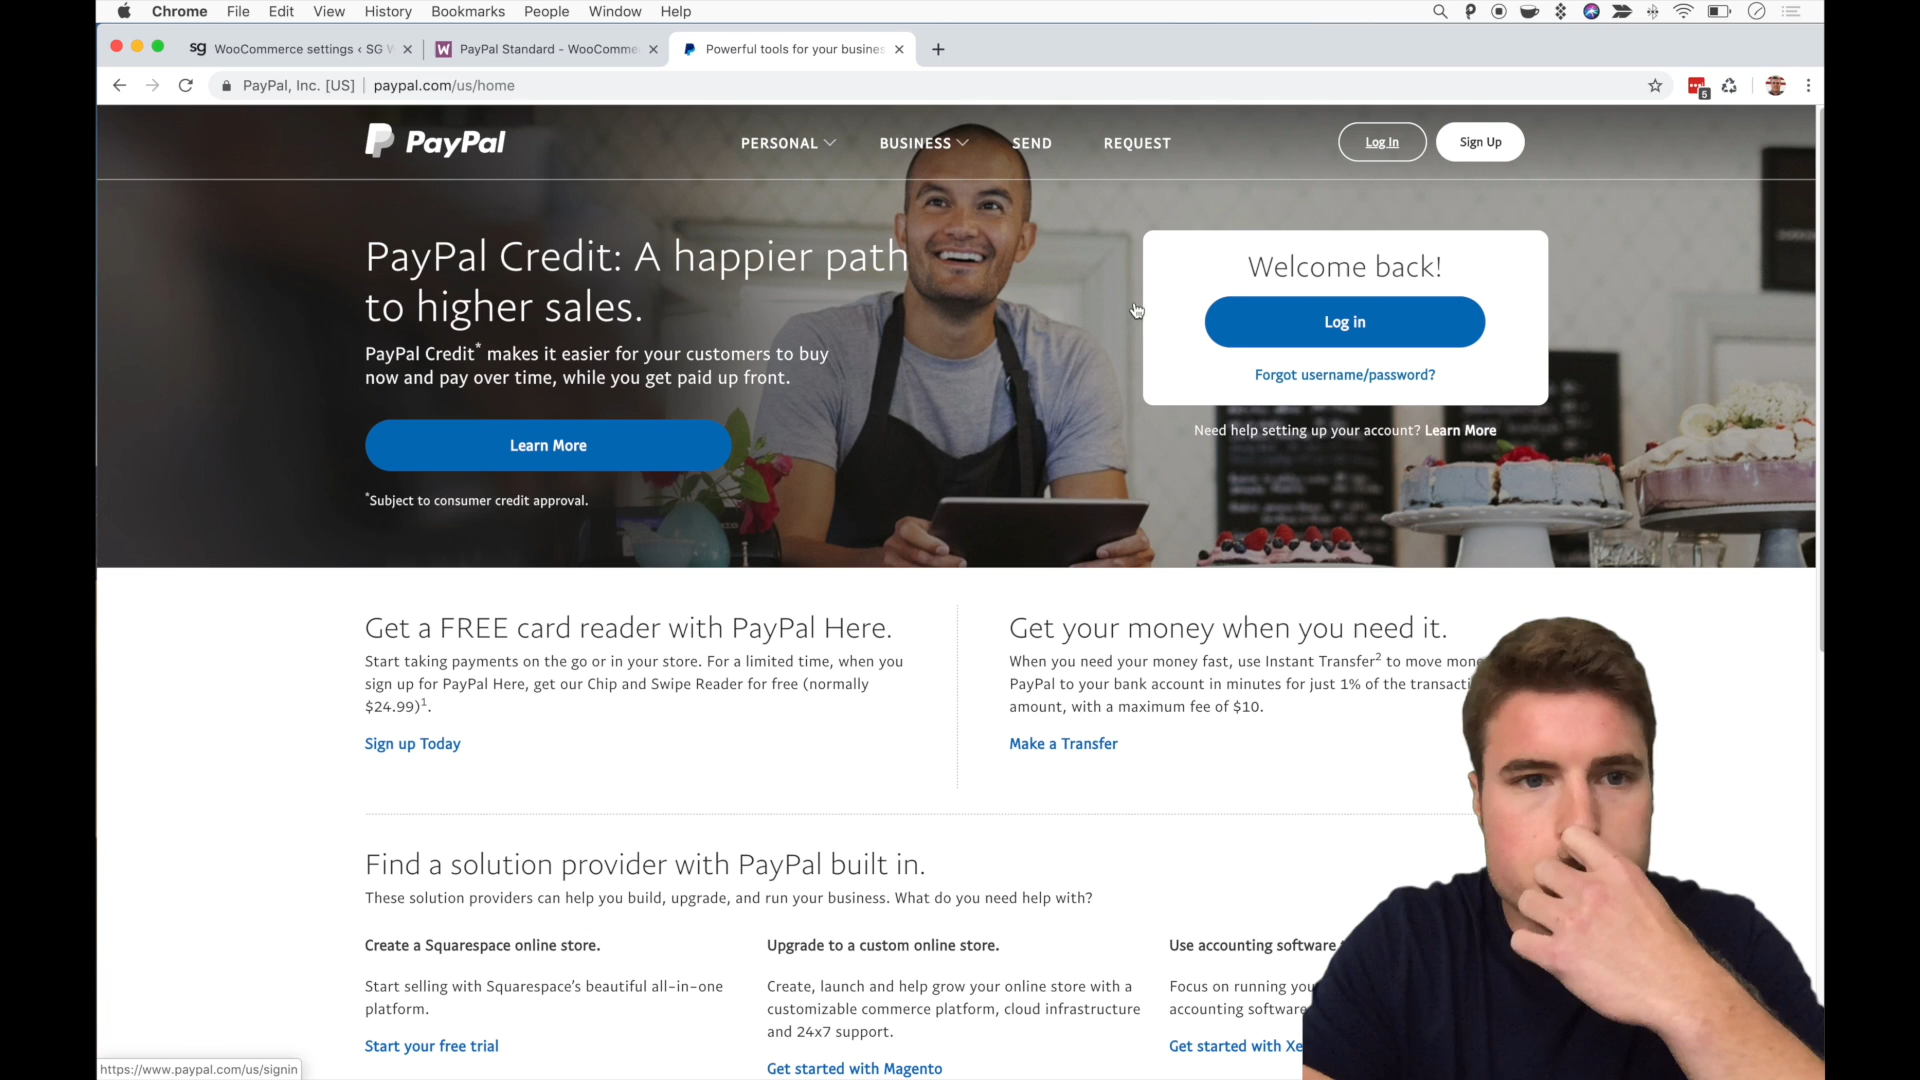 Chrome File Edit View History Bookmarks People Window Help
sg WooCommerce settings ‹ SG W
PayPal Standard - WooComme
Powerful tools for your busines
PayPal, Inc. [US] | paypal.com/us/home
5
PayPal
PERSONAL BUSINESS SEND REQUEST
Log In
Sign Up
PayPal Credit: A happier path
to higher sales.
PayPal Credit* makes it easier for your customers to buy
now and pay over time, while you get paid up front.
Learn More
*Subject to consumer credit approval.
Welcome back!
Log in
Forgot username/password?
Need help setting up your account? Learn More
Get a FREE card reader with PayPal Here.
Start taking payments on the go or in your store. For a limited time, when you
sign up for PayPal Here, get our Chip and Swipe Reader for free (normally
$24.99)1.
Sign up Today
Get your money when you need it.
When you need your money fast, use Instant Transfer2 to move mone
PayPal to your bank account in minutes for just 1% of the transacti
amount, with a maximum fee of $10.
Make a Transfer
Find a solution provider with PayPal built in.
These solution providers can help you build, upgrade, and run your business. What do you need help with?
Create a Squarespace online store.
Start selling with Squarespace's beautiful all-in-one
platform.
Start your free trial
Upgrade to a custom online store.
Create, launch and help grow your online store with a
customizable commerce platform, cloud infrastructure
and 24x7 support.
Get started with Magento
Use accounting software
Focus on running you
accounting software
Get started with Xe
https://www.paypal.com/us/signin